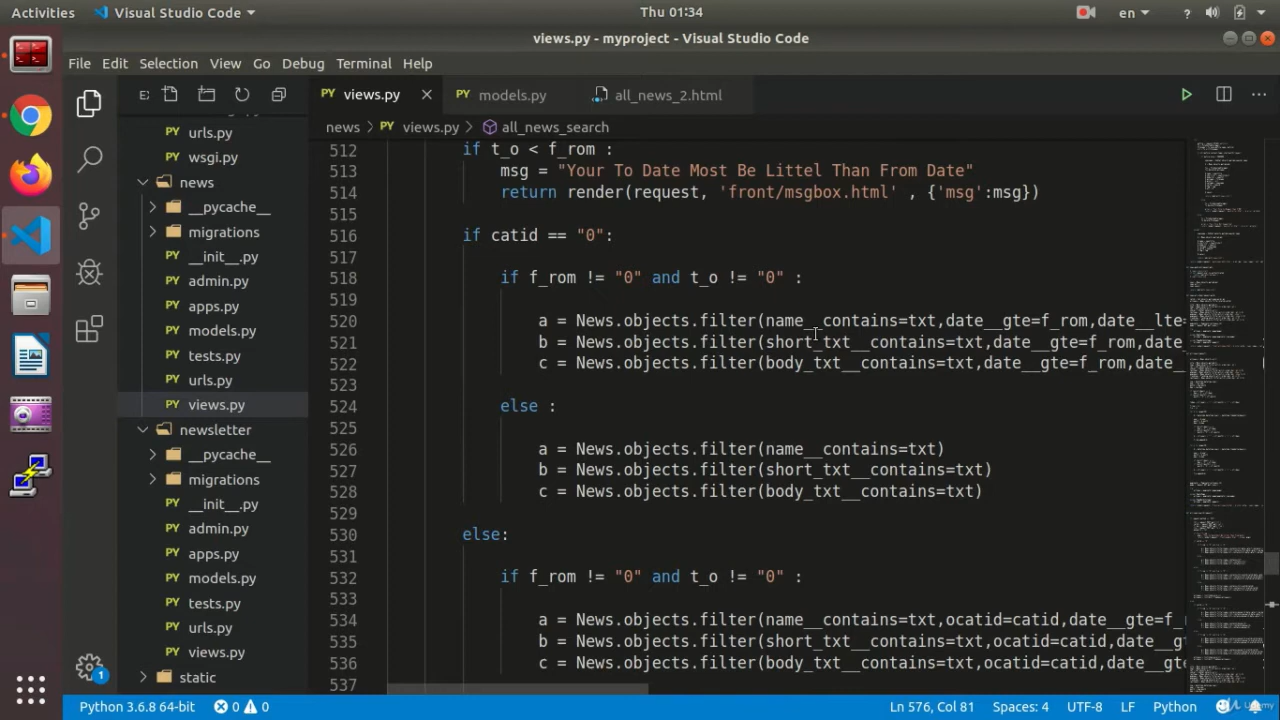 Activities
Visual Studio Code
Thu 01:34
en
views.py - myproject - Visual Studio Code
File Edit Selection View Go Debug Terminal Help
E:
views.py
models.py
all_news_2.html
urls.py
wsgi.py
news
__pycache__
migrations
__init__.py
admin.py
apps.py
models.py
tests.py
urls.py
views.py
newsletter
__pycache__
migrations
__init__.py
admin.py
apps.py
models.py
tests.py
urls.py
views.py
static
news > views.py > all_news_search
512 if t_o < f_rom :
513 msg = "Your To Date Most Be Liittel Than From Date"
514 return render(request, 'front/msgbox.html' , {'msg':msg})
515
516 if catid == "0":
517
518 if f_rom != "0" and t_o != "0" :
519
520 a = News.objects.filter(name__contains=txt,date__gte=f_rom,date__lte=
521 b = News.objects.filter(short_txt__contains=txt,date__gte=f_rom,date_
522 c = News.objects.filter(body_txt__contains=txt,date__gte=f_rom,date__
523
524 else :
525
526 a = News.objects.filter(name__contains=txt)
527 b = News.objects.filter(short_txt__contains=txt)
528 c = News.objects.filter(body_txt__contains=txt)
529
530 else:
531
532 if f_rom != "0" and t_o != "0" :
533
534 a = News.objects.filter(name__contains=txt,ocatid=catid,date__gte=f_r
535 b = News.objects.filter(short_txt__contains=txt,ocatid=catid,date__g
536 c = News.objects.filter(body_txt__contains=txt,ocatid=catid,date__gte
537
1
Python 3.6.8 64-bit
0 0
Ln 576, Col 81
Spaces: 4
UTF-8
LF
Python
Udemy